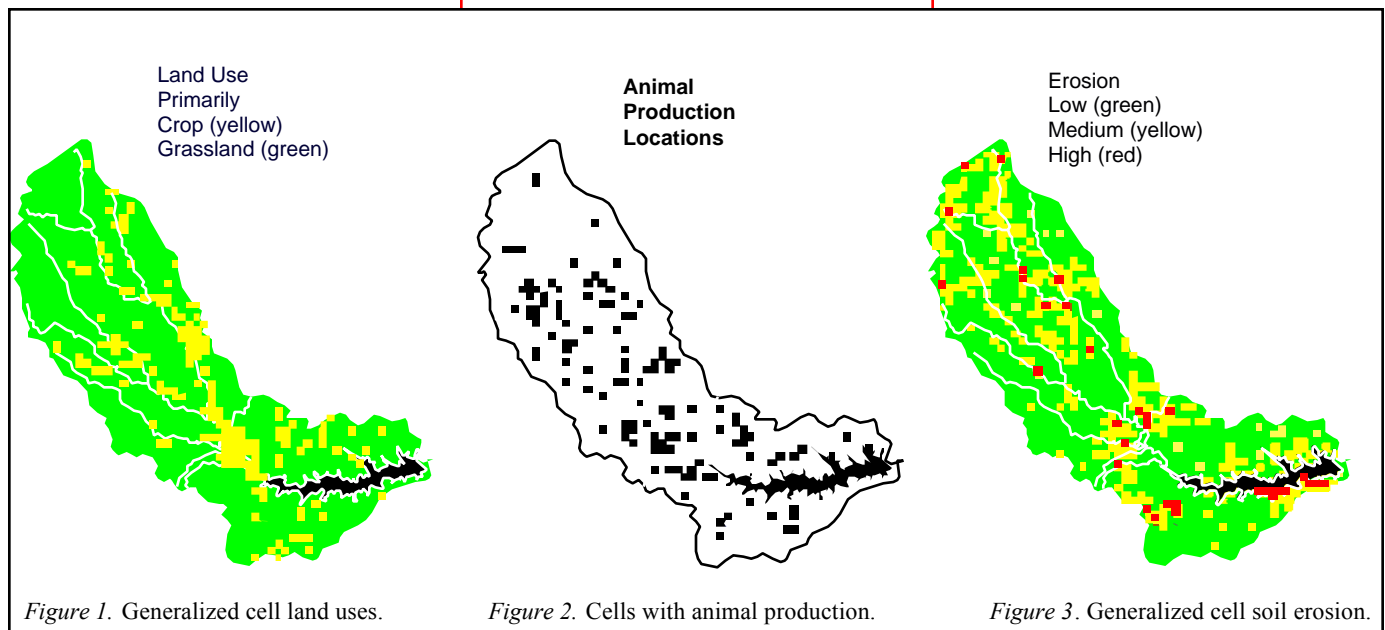 Land Use
Primarily
Crop (yellow)
Grassland (green)
Animal
Production
Locations
Erosion
Low (green)
Medium (yellow)
High (red)
Figure 1. Generalized cell land uses.
Figure 2. Cells with animal production.
Figure 3. Generalized cell soil erosion.